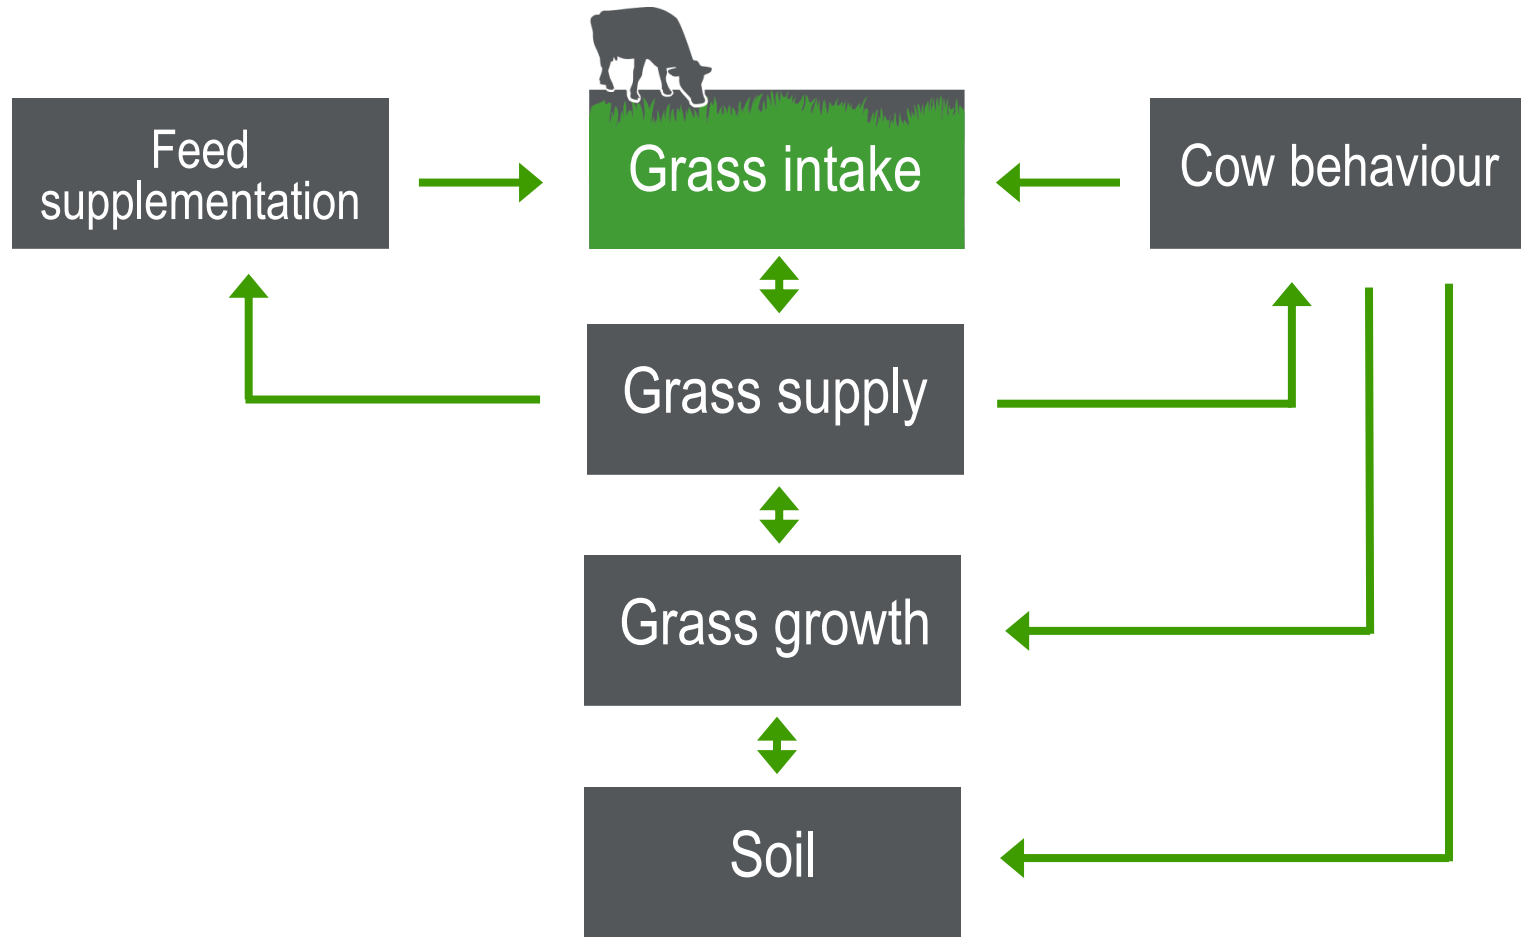 Feed
supplementation
Grass intake
Cow behaviour
Grass supply
Grass growth
Soil